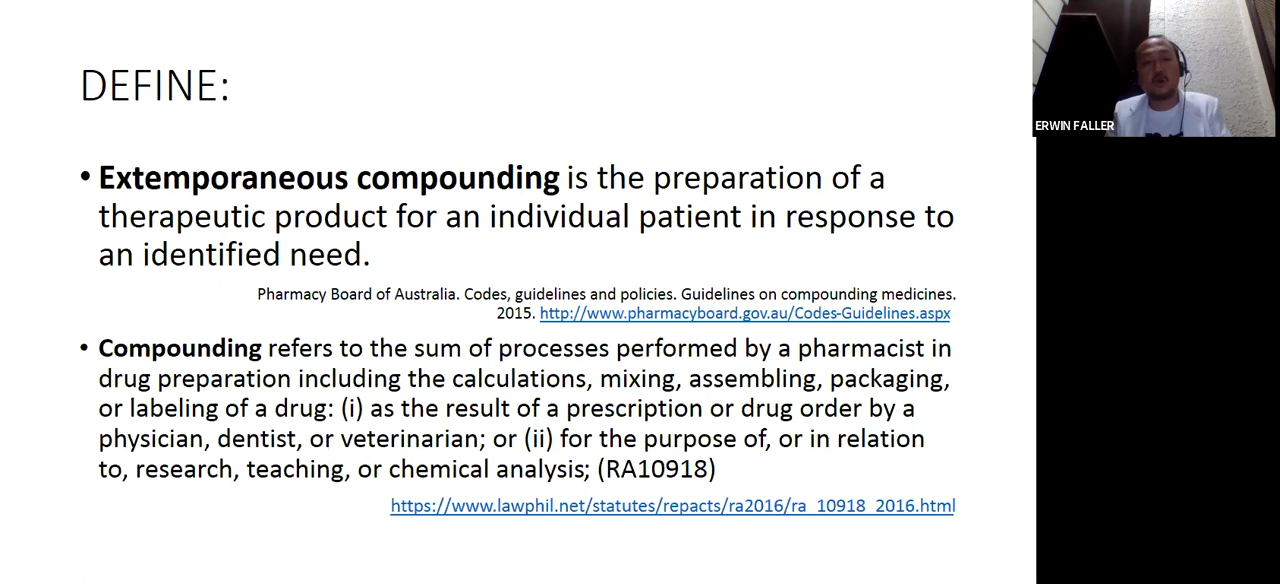 DEFINE:
• Extemporaneous compounding is the preparation of a
therapeutic product for an individual patient in response to
an identified need.
Pharmacy Board of Australia. Codes, guidelines and policies. Guidelines on compounding medicines.
2015. http://www.pharmacyboard.gov.au/Codes-Guidelines.aspx
• Compounding refers to the sum of processes performed by a pharmacist in
drug preparation including the calculations, mixing, assembling, packaging,
or labeling of a drug: (i) as the result of a prescription or drug order by a
physician, dentist, or veterinarian; or (ii) for the purpose of, or in relation
to, research, teaching, or chemical analysis; (RA10918)
https://www.lawphil.net/statutes/repacts/ra2016/ra_10918_2016.html
ERWIN FALLER